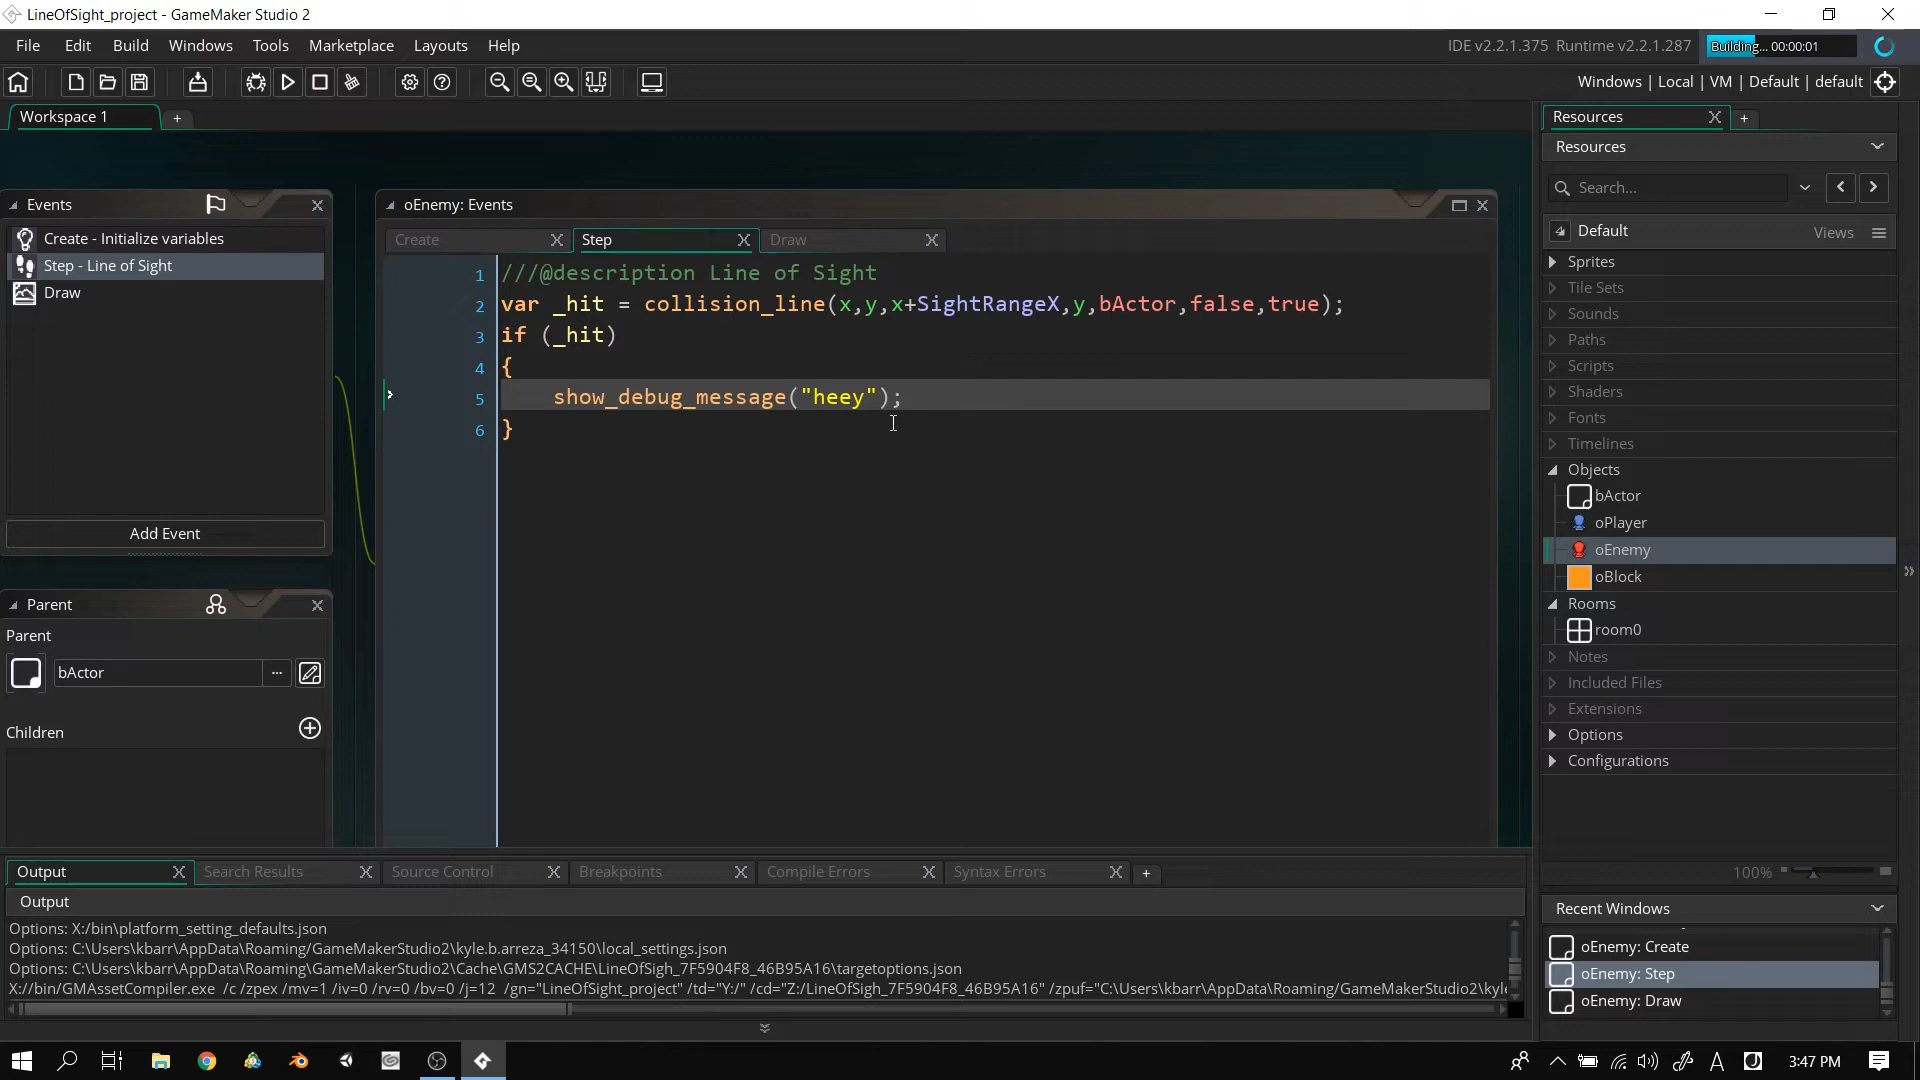 LineOfSight_project - GameMaker Studio 2
File Edit Build Windows Tools Marketplace Layouts Help
IDE v2.2.1.375 Runtime v2.2.1.287
Building... 00:00:01
Windows | Local | VM | Default | default
Workspace 1
Resources
Resources
Search...
Default
Views
Sprites
Tile Sets
Sounds
Paths
Scripts
Shaders
Fonts
Timelines
Objects
bActor
oPlayer
oEnemy
oBlock
Rooms
room0
Notes
Included Files
Extensions
Options
Configurations
100%
Recent Windows
oEnemy: Create
oEnemy: Step
oEnemy: Draw
Events
Create - Initialize variables
Step - Line of Sight
Draw
Add Event
Parent
Parent
bActor
...
Children
oEnemy: Events
Create Step Draw
1 ///@description Line of Sight
2 var _hit = collision_line(x,y,x+SightRangeX,y,bActor,false,true);
3 if (_hit)
4 {
5 show_debug_message("heey");
6 }
Output Search Results Source Control Breakpoints Compile Errors Syntax Errors
Output
Options: X:/bin\platform_setting_defaults.json
Options: C:\Users\kbarr\AppData\Roaming/GameMakerStudio2\kyle.b.arreza_34150\local_settings.json
Options: C:\Users\kbarr\AppData\Roaming\GameMakerStudio2\Cache\GMS2CACHE\LineOfSigh_7F5904F8_46B95A16\targetoptions.json
X://bin/GMAssetCompiler.exe /c /zpex /mv=1 /iv=0 /rv=0 /bv=0 /j=12 /gn="LineOfSight_project" /td="Y:/" /cd="Z:/LineOfSigh_7F5904F8_46B95A16" /zpuf="C:\Users\kbarr\AppData\Roaming/GameMakerStudio2\kyle
3:47 PM